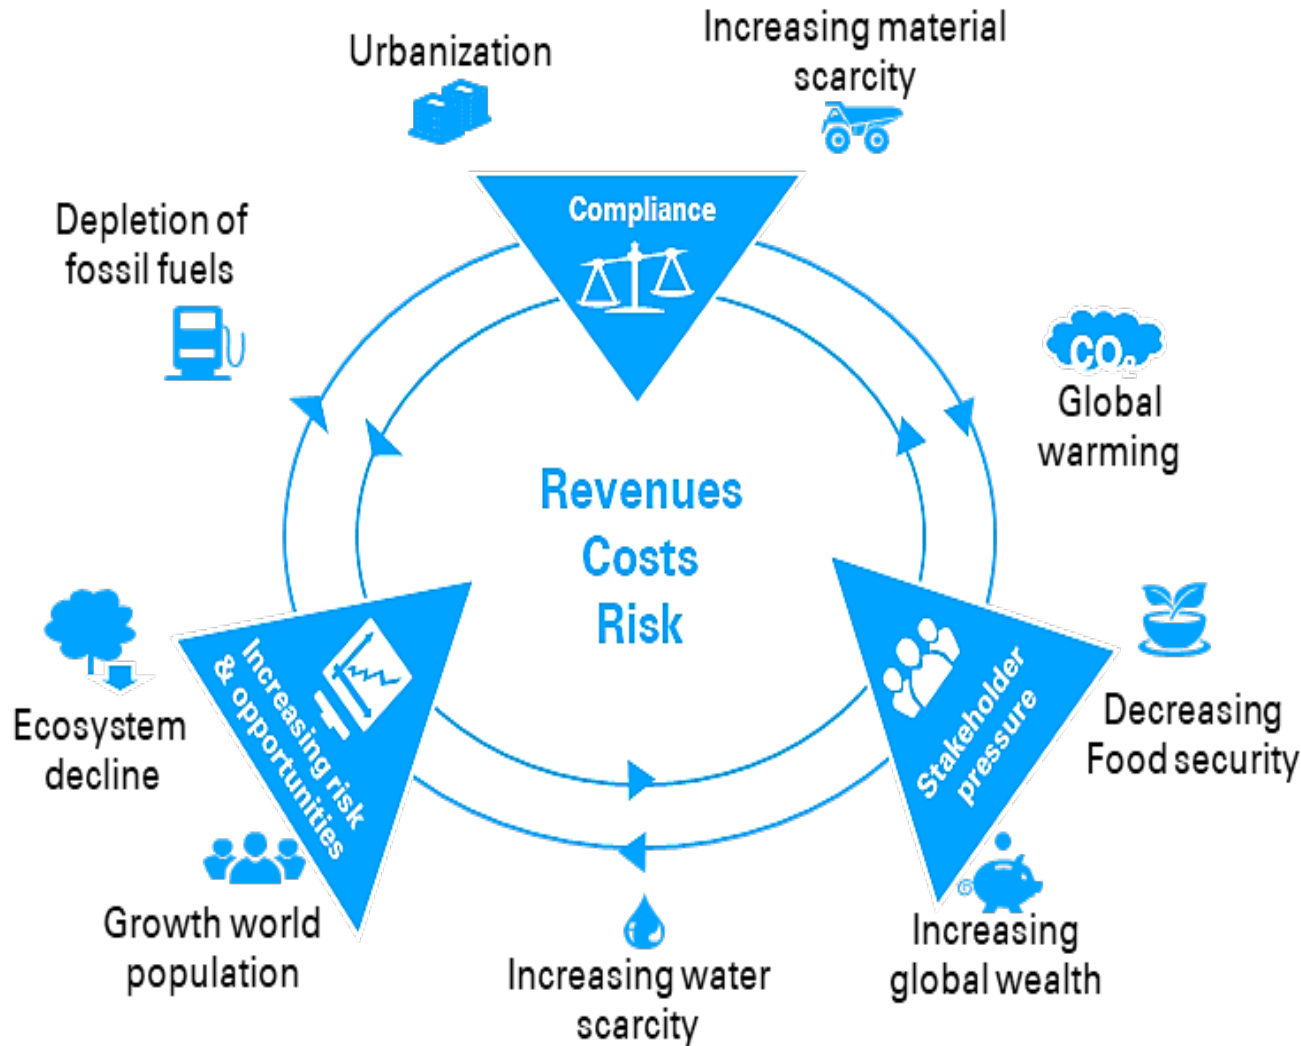 Urbanization
Increasing material
scarcity
Depletion of
fossil fuels
Compliance
CO₂
Global
warming
Revenues
Costs
Risk
Increasing risk
& opportunities
Stakeholder
pressure
Ecosystem
decline
Decreasing
Food security
Growth world
population
Increasing water
scarcity
Increasing
global wealth